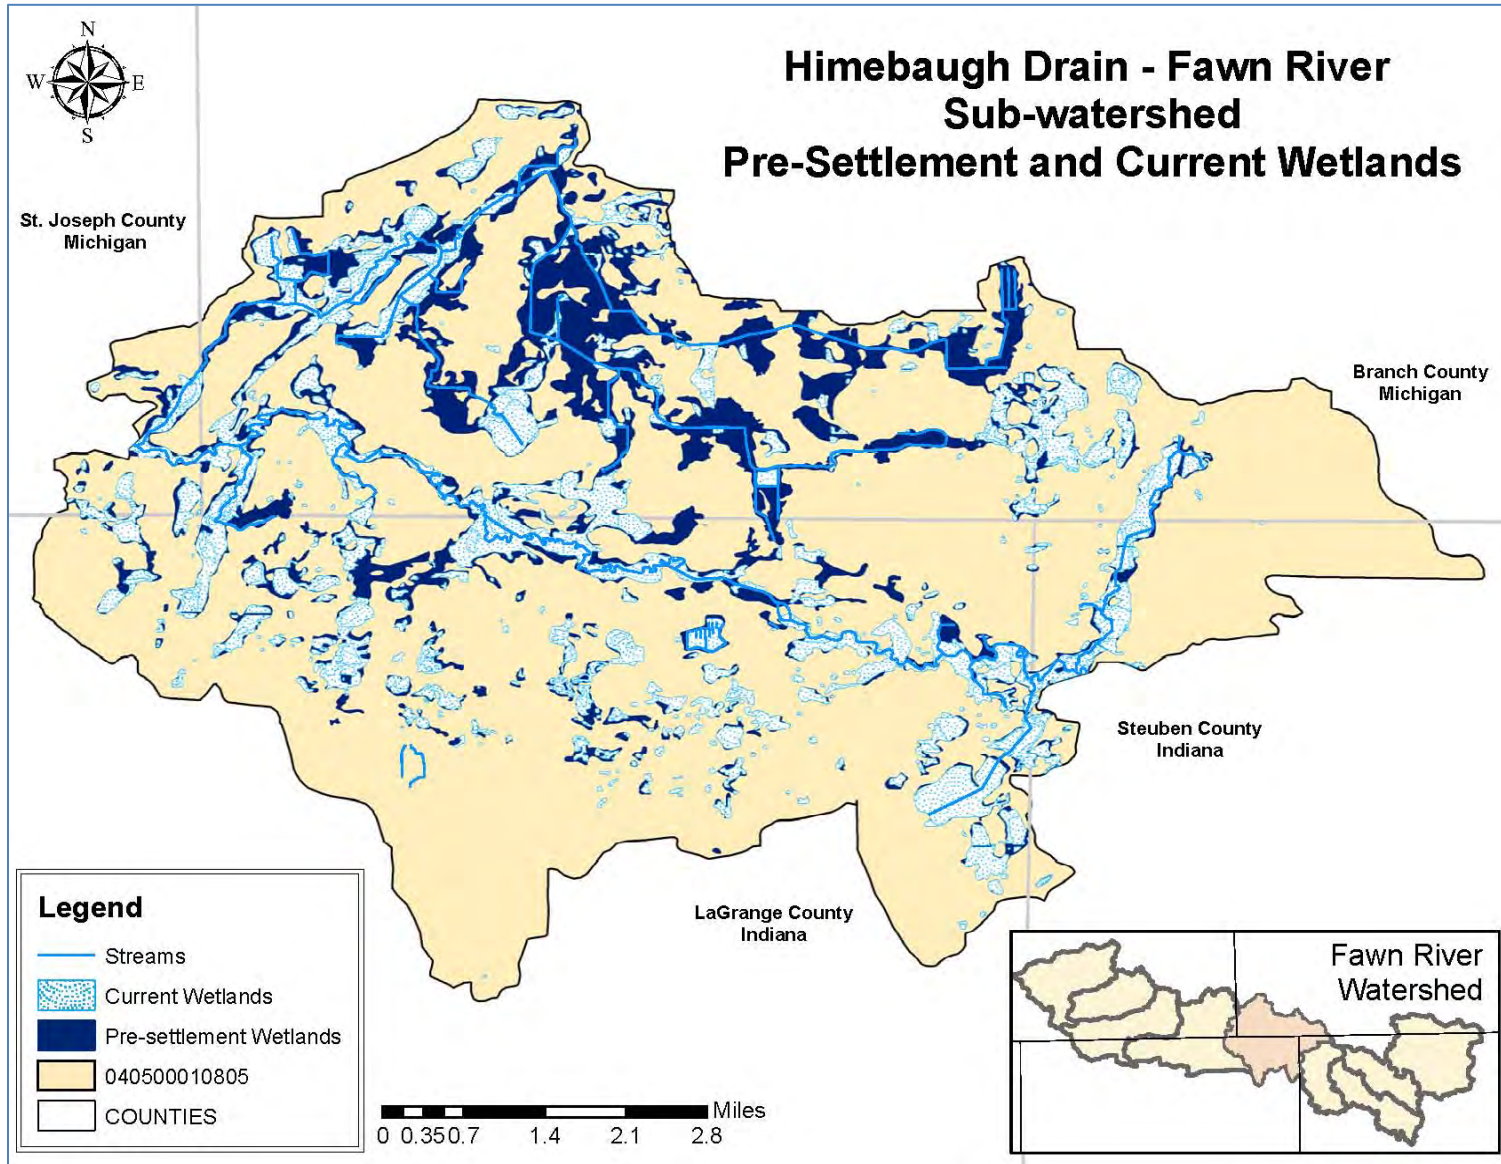 N
W E
S
Himebaugh Drain - Fawn River
Sub-watershed
Pre-Settlement and Current Wetlands
St. Joseph County
Michigan
Branch County
Michigan
Steuben County
Indiana
LaGrange County
Indiana
Legend
Streams
Current Wetlands
Pre-settlement Wetlands
040500010805
COUNTIES
Miles
0 0.35 0.7 1.4 2.1 2.8
Fawn River
Watershed